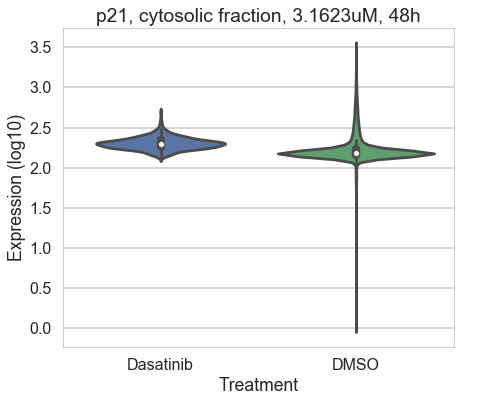 p21, cytosolic fraction, 3.1623uM, 48h
Expression (log10)
3.5
3.0
2.5
2.0
1.5
1.0
0.5
0.0
Dasatinib
DMSO
Treatment